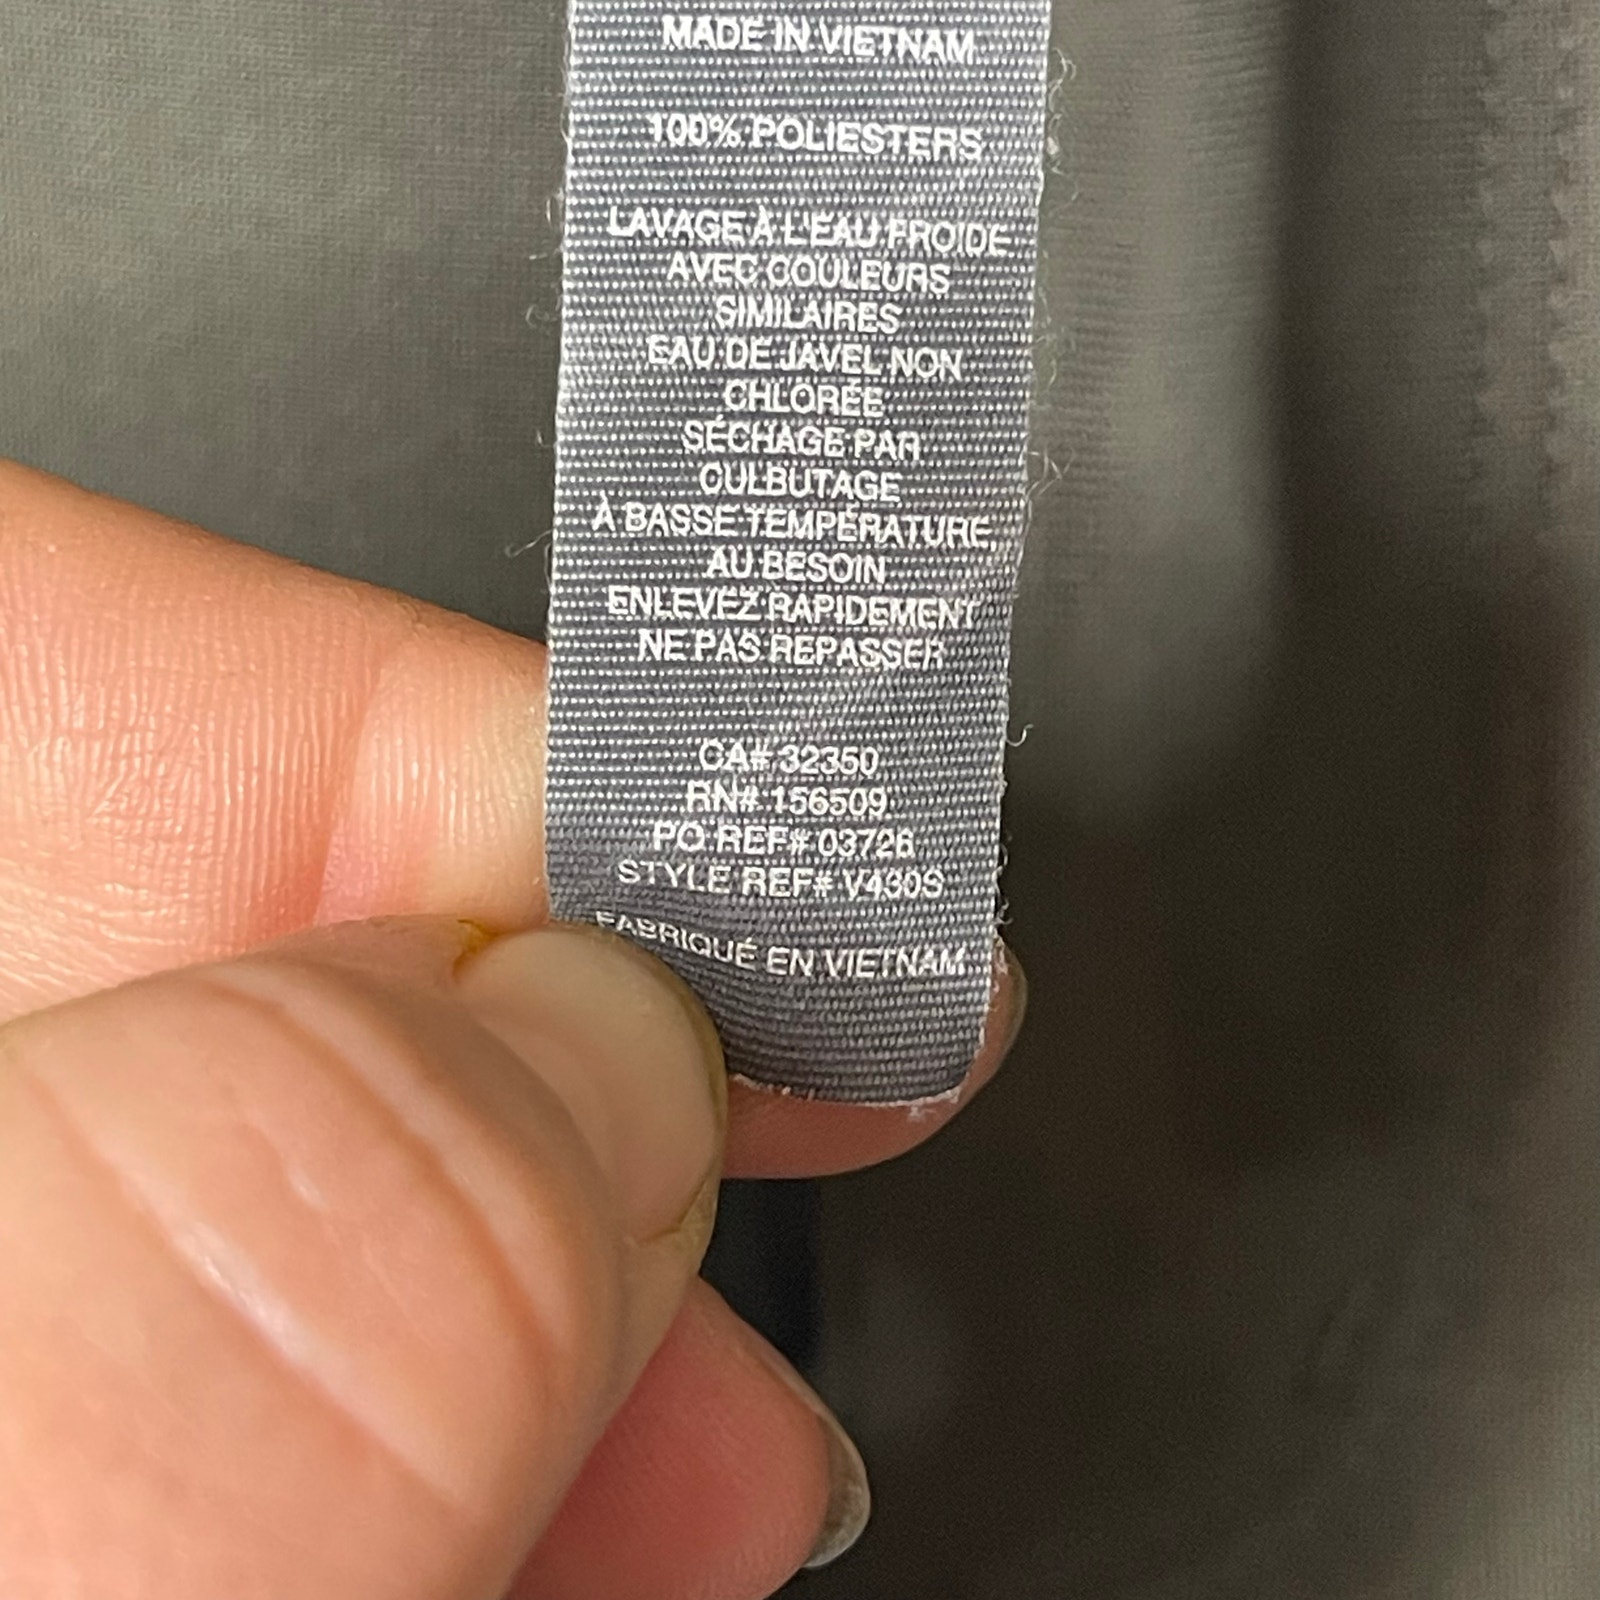 MADE IN VIETNAM
100% POLIESTERS
LAVAGE À L'EAU FROIDE
AVEC COULEURS
SIMILAIRES
EAU DE JAVEL NON
CHLORÉE
SÉCHAGE PAR
CULBUTAGE
À BASSE TEMPÉRATURE,
AU BESOIN
ENLEVEZ RAPIDEMENT
NE PAS REPASSER
CA# 32350
RN# 156509
PO REF# 03726
STYLE REF# V430S
FABRIQUÉ EN VIETNAM